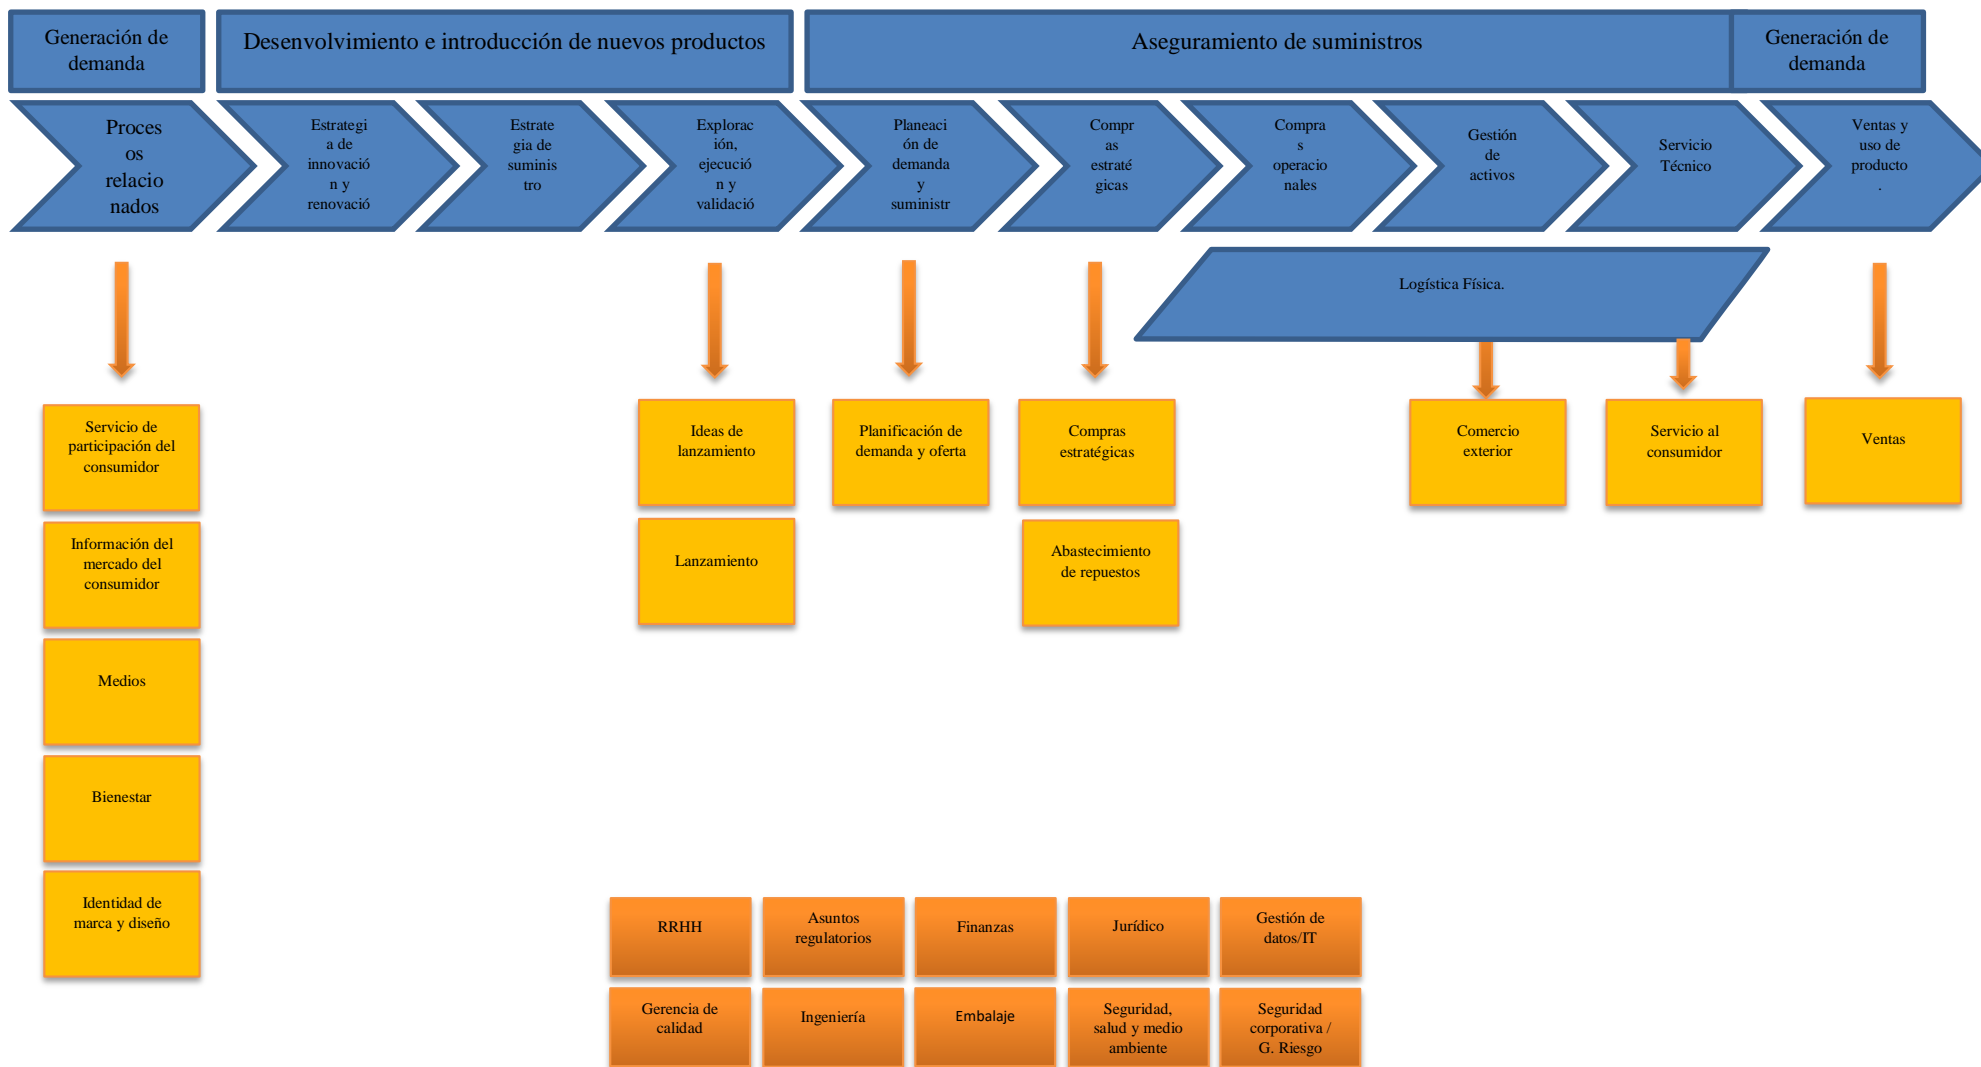 Generación de
demanda
Desenvolvimiento e introducción de nuevos productos
Aseguramiento de suministros
Generación de
demanda
Proces
os
relacio
nados
Estrategi
a de
innovació
n y
renovació
Estrate
gia de
suminis
tro
Explorac
ión,
ejecució
n y
validació
Planeaci
ón de
demanda
y
suministr
Compr
as
estraté
gicas
Compra
s
operacio
nales
Gestión
de
activos
Servicio
Técnico
Ventas y
uso de
producto
.
Logística Física.
Servicio de
participación del
consumidor
Ideas de
lanzamiento
Planificación de
demanda y oferta
Compras
estratégicas
Comercio
exterior
Servicio al
consumidor
Ventas
Información del
mercado del
consumidor
Lanzamiento
Abastecimiento
de repuestos
Medios
Bienestar
Identidad de
marca y diseño
RRHH
Asuntos
regulatorios
Finanzas
Jurídico
Gestión de
datos/IT
Gerencia de
calidad
Ingeniería
Embalaje
Seguridad,
salud y medio
ambiente
Seguridad
corporativa /
G. Riesgo